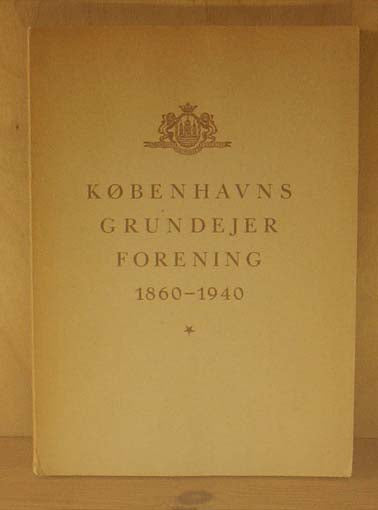 KØBENHAVNS
GRUNDEJER
FORENING
1860-1940